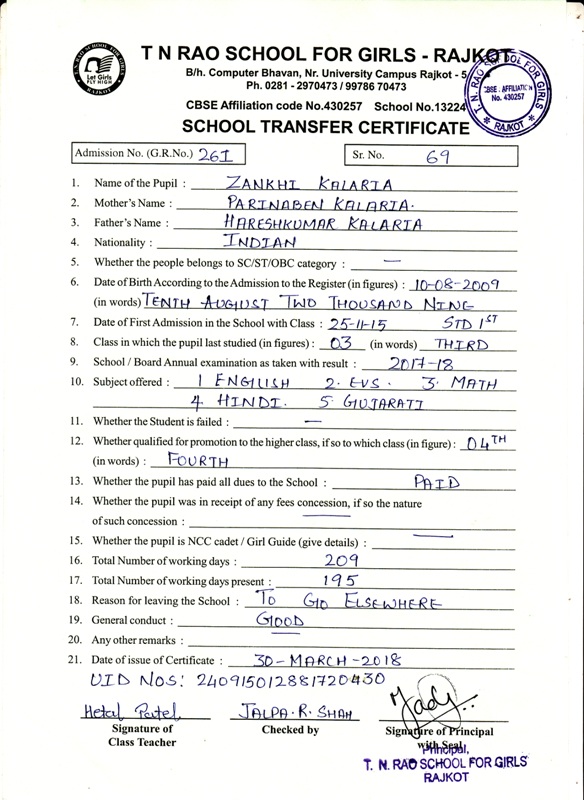 T. N. RAO SCHOOL FOR GIRLS
RAJKOT
Let Girls
FLY HIGH
T N RAO SCHOOL FOR GIRLS - RAJKOT
B/h. Computer Bhavan, Nr. University Campus Rajkot - 5
Ph. 0281 - 2970473 / 99786 70473
CBSE Affiliation code No.430257 School No.13224
T. N. RAO SCHOOL FOR GIRLS
CBSE AFFILIATION
No. 430257
* RAJKOT *
SCHOOL TRANSFER CERTIFICATE
Admission No. (G.R.No.) 261 Sr. No. 69
1. Name of the Pupil : ZANKHI KALARIA
2. Mother's Name : PARINABEN KALARIA.
3. Father's Name : HARESHKUMAR KALARIA
4. Nationality : INDIAN
5. Whether the people belongs to SC/ST/OBC category : —
6. Date of Birth According to the Admission to the Register (in figures) : 10-08-2009
(in words) TENTH AUGUST TWO THOUSAND NINE
7. Date of First Admission in the School with Class : 25-11-15 STD 1ST
8. Class in which the pupil last studied (in figures) : 03 (in words) THIRD
9. School / Board Annual examination as taken with result : 2017-18
10. Subject offered : 1 ENGLISH 2. EVS. 3. MATH
4. HINDI. 5. GUJARATI
11. Whether the Student is failed : —
12. Whether qualified for promotion to the higher class, if so to which class (in figure) : 04TH
(in words) : FOURTH
13. Whether the pupil has paid all dues to the School : PAID
14. Whether the pupil was in receipt of any fees concession, if so the nature
of such concession : —
15. Whether the pupil is NCC cadet / Girl Guide (give details) : —
16. Total Number of working days : 209
17. Total Number of working days present : 195
18. Reason for leaving the School : TO GO ELSEWHERE
19. General conduct : GOOD
20. Any other remarks : —
21. Date of issue of Certificate : 30-MARCH-2018
UID NOS: 240915012881720430
Hetal Patel JALPA.R.SHAH
Signature of Checked by Signature of Principal
Class Teacher with Seal
Principal,
T. N. RAO SCHOOL FOR GIRLS
RAJKOT